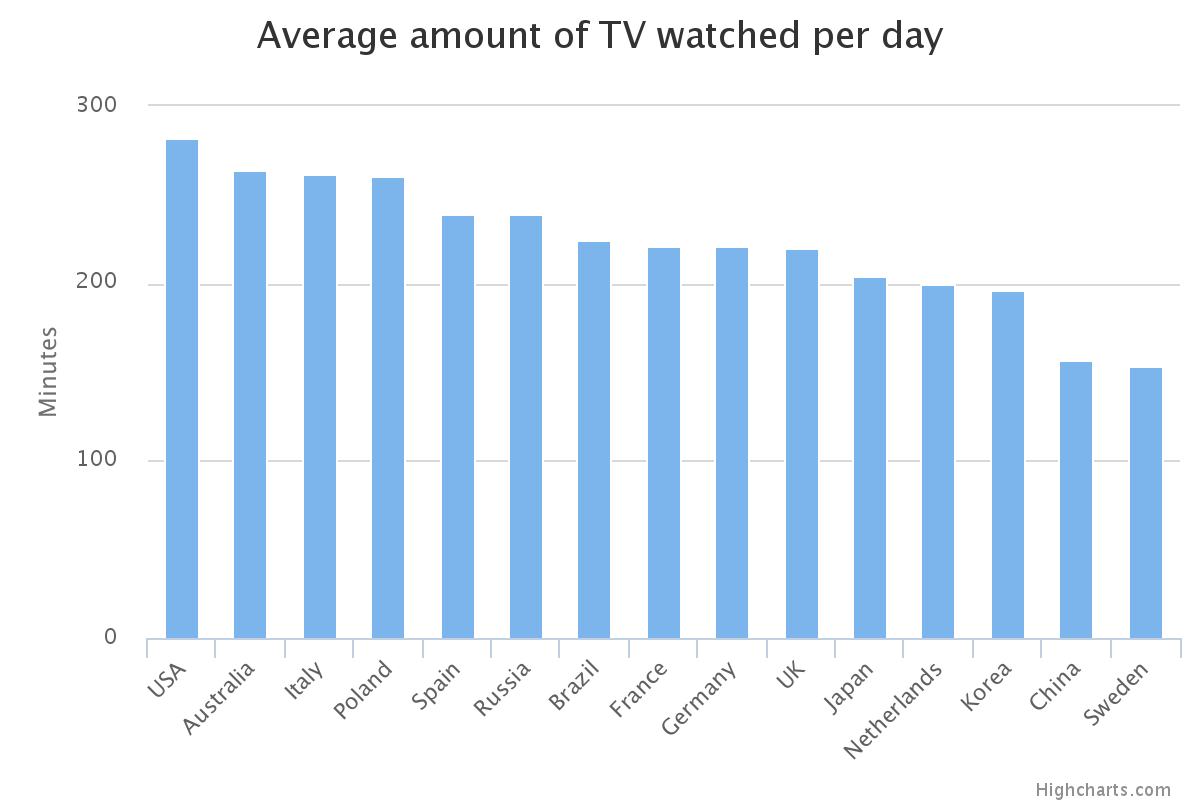 Average amount of TV watched per day
Minutes
300
200
100
0
USA
Australia
Italy
Poland
Spain
Russia
Brazil
France
Germany
UK
Japan
Netherlands
Korea
China
Sweden
Highcharts.com